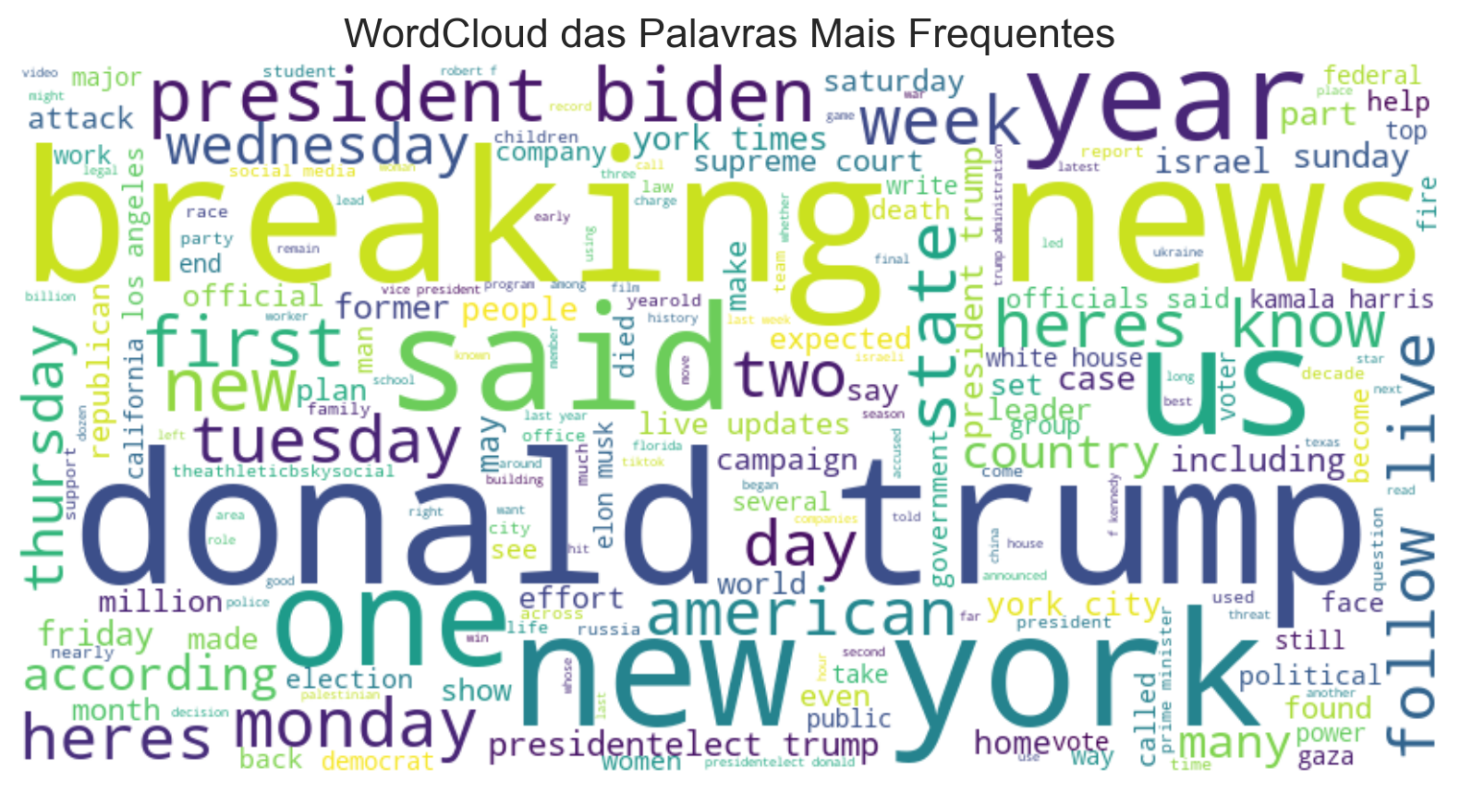 WordCloud das Palavras Mais Frequentes
video
major
student
robert f
president biden
saturday
year
federal
might
attack
record
war
game
week
place
part
help
top
work
wednesday
children
york times
company
supreme court
report
latest
israel
sunday
legal
social media
woman
three
call
breaking
news
los angeles
race
lead
law
charge
write
death
whether
trump administration
fire
party
early
using
team
state
president trump
led
ukraine
end
remain
final
make
billion
official
vice president
program
among
film
former
people
yearold
history
last week
expected
officials said
kamala harris
thursday
republican
california
worker
first
man
said
known
member
died
move
israeli
heres know
white house
us
star
follow live
new
plan
school
two
say
set
case
voter
long
best
decade
next
dozen
family
last year
season
leader
group
left
tuesday
may
office
live updates
accused
government
country
including
texas
become
support
theathleticbskysocial
around
building
much
elon musk
florida
tiktok
campaign
come
read
donald trump
area
role
right
want
city
see
hit
began
several
companies
told
day
china
house
f kennedy
question
million
police
good
effort
world
announced
york city
used
threat
face
friday
made
one
across
life
win
russia
american
far
president
prime minister
still
nearly
according
election
show
new york
whose
second
hour
take
political
month
decision
palestinian
last
even
public
called
another
found
heres
monday
presidentelect trump
home
vote
many
power
back
democrat
women
presidentelect donald
use
way
time
gaza